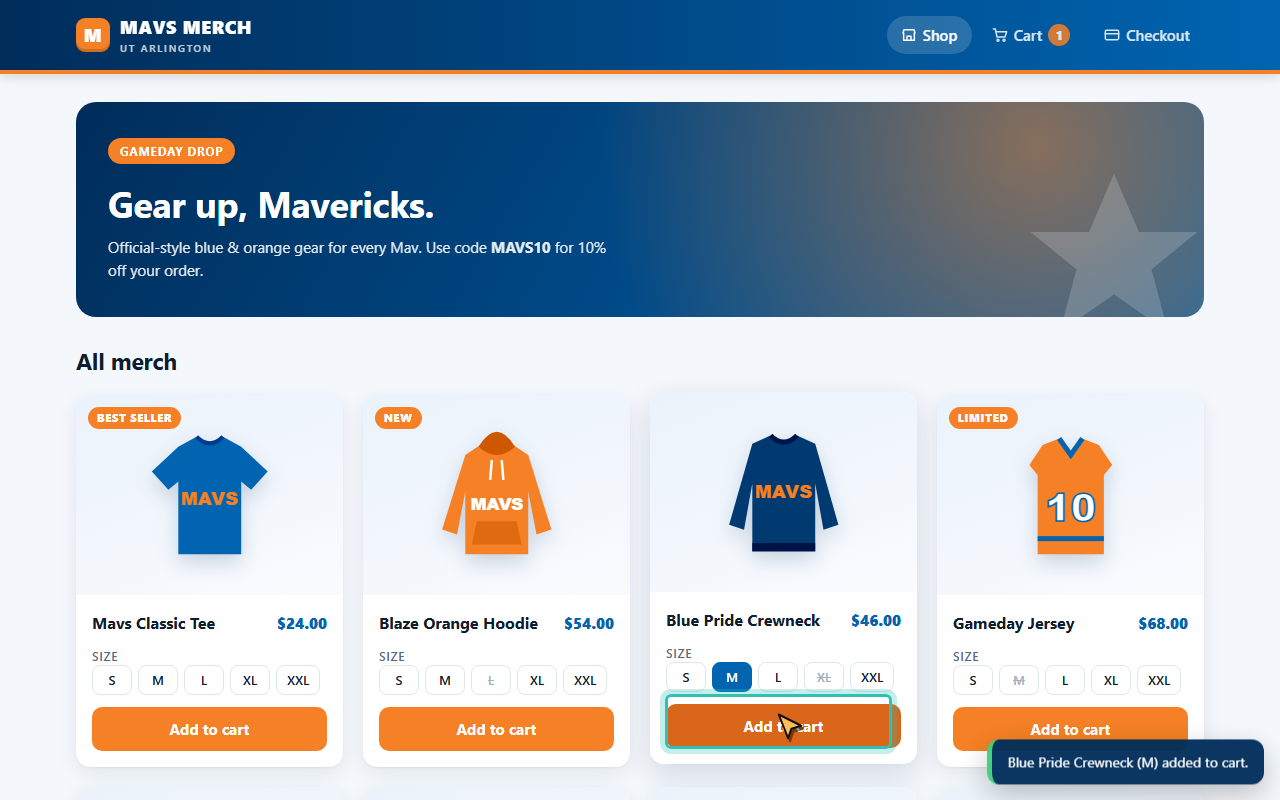 M
MAVS MERCH
UT ARLINGTON
Shop
Cart 1
Checkout
GAMEDAY DROP
Gear up, Mavericks.
Official-style blue & orange gear for every Mav. Use code MAVS10 for 10%
off your order.
All merch
BEST SELLER
MAVS
Mavs Classic Tee $24.00
SIZE
S M L XL XXL
Add to cart
NEW
MAVS
Blaze Orange Hoodie $54.00
SIZE
S M L XL XXL
Add to cart
MAVS
Blue Pride Crewneck $46.00
SIZE
S M L XL XXL
Add to cart
LIMITED
10
Gameday Jersey $68.00
SIZE
S M L XL XXL
Add to cart
Blue Pride Crewneck (M) added to cart.